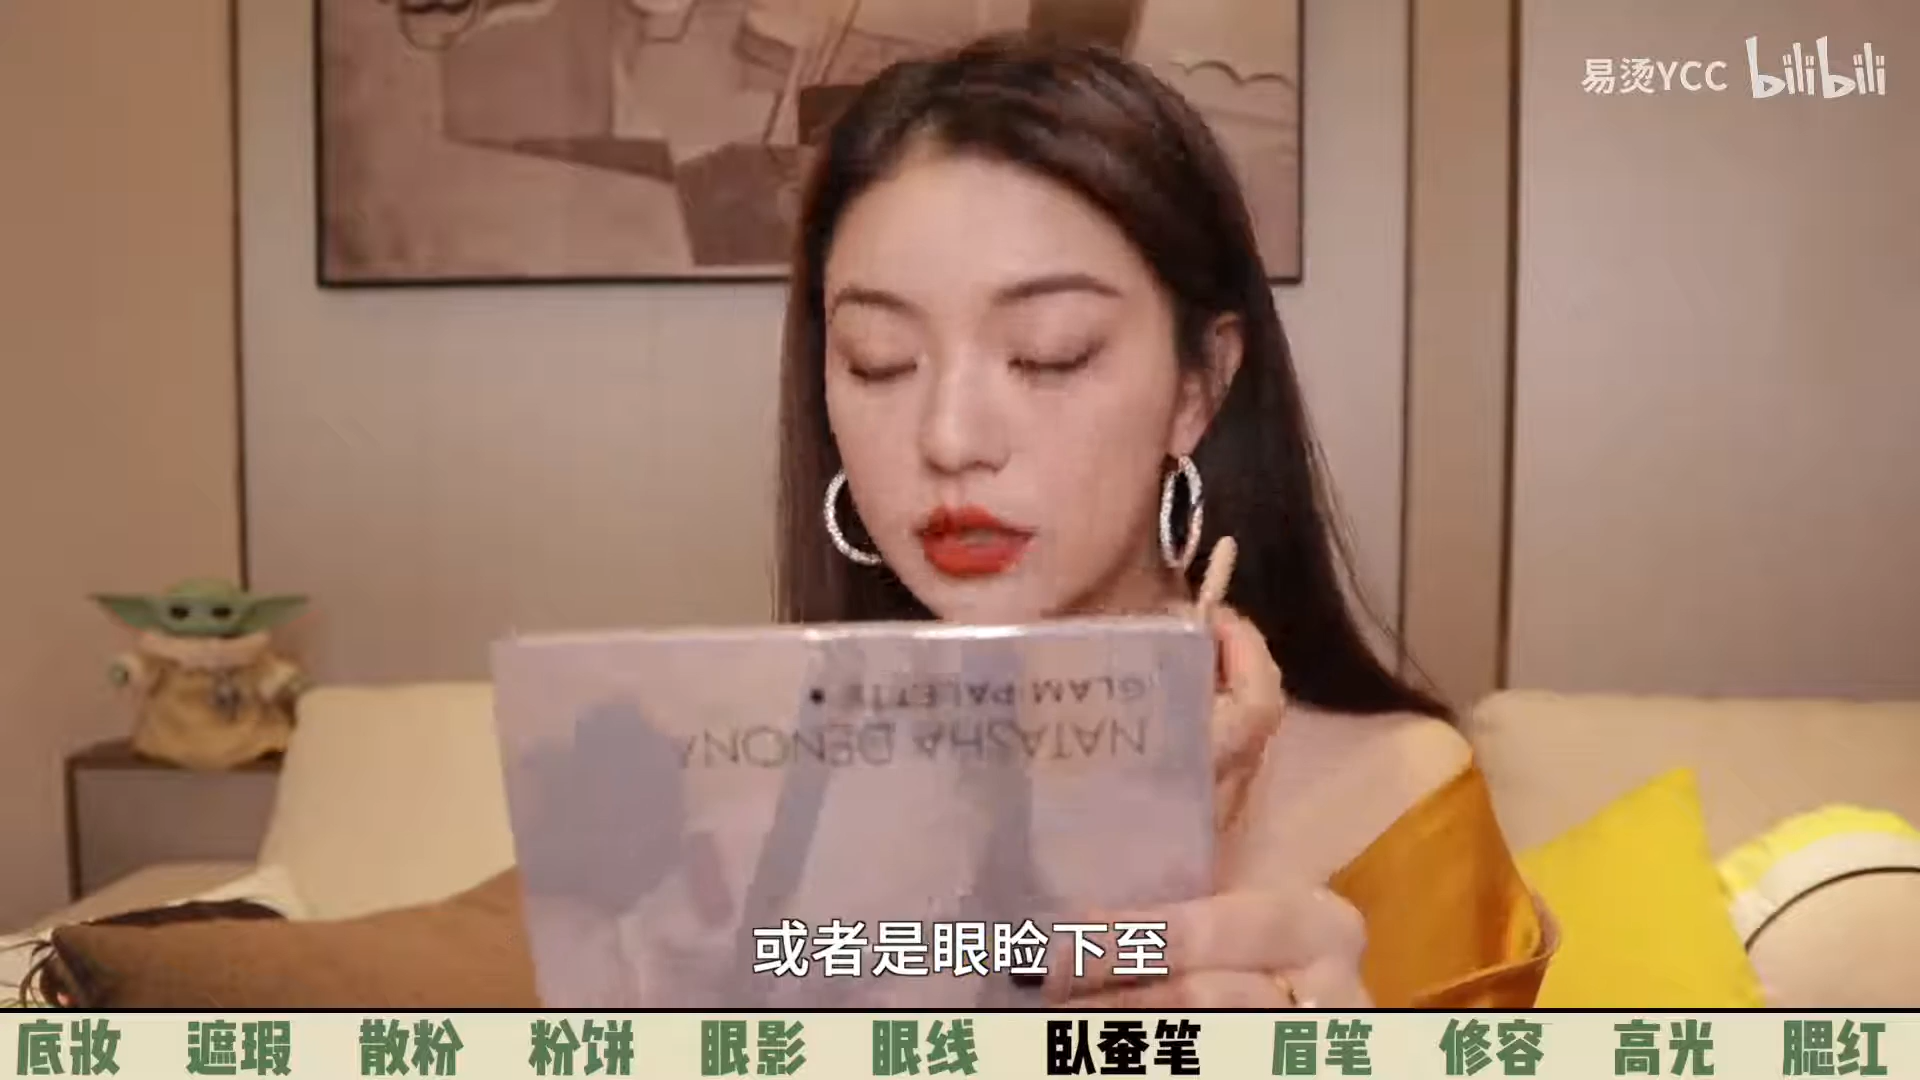 易烫YCC bilibili
GLAM PALETTE
NATASHA DENONA
或者是眼睑下至
底妝 遮瑕 散粉 粉饼 眼影 眼线 臥蚕笔 眉笔 修容 高光 腮红